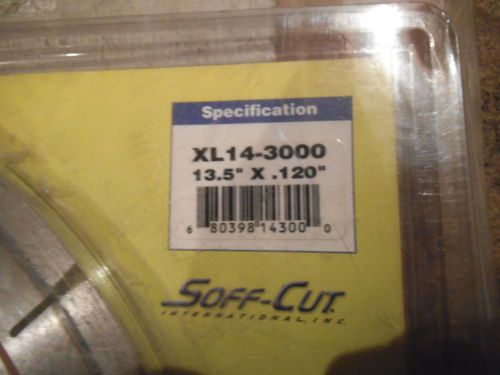 Specification
XL14-3000
13.5" X .120"
6 80398 14300 0
SOFF-CUT.
INTERNATIONAL, INC.